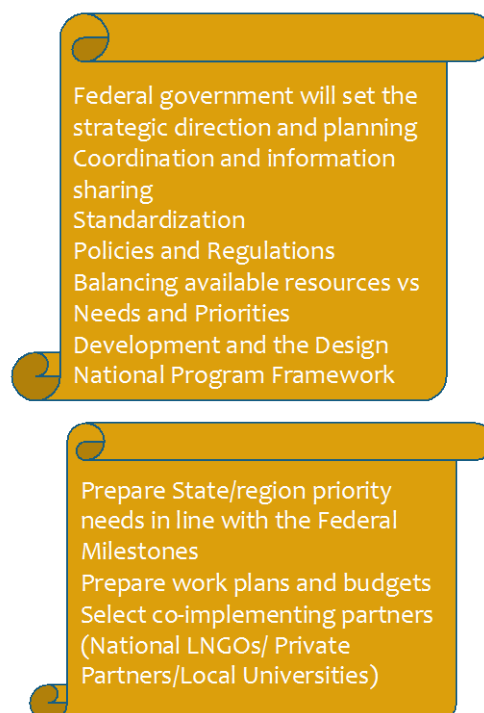 Federal government will set the
strategic direction and planning
Coordination and information
sharing
Standardization
Policies and Regulations
Balancing available resources vs
Needs and Priorities
Development and the Design
National Program Framework
Prepare State/region priority
needs in line with the Federal
Milestones
Prepare work plans and budgets
Select co-implementing partners
(National LNGOs/ Private
Partners/Local Universities)